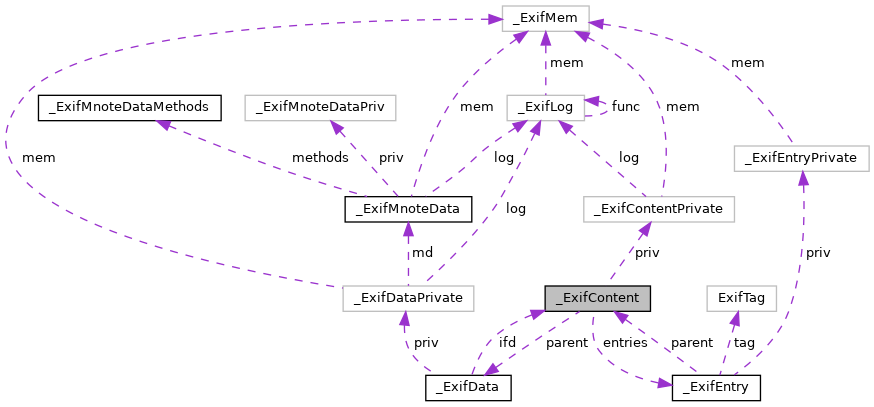 _ExifMem
mem
_ExifMnoteDataMethods
_ExifMnoteDataPriv
mem
_ExifLog
func
mem
mem
methods
priv
log
log
_ExifEntryPrivate
_ExifMnoteData
log
_ExifContentPrivate
md
priv
priv
_ExifDataPrivate
_ExifContent
ExifTag
priv
ifd
parent
entries
parent
tag
_ExifData
_ExifEntry
mem